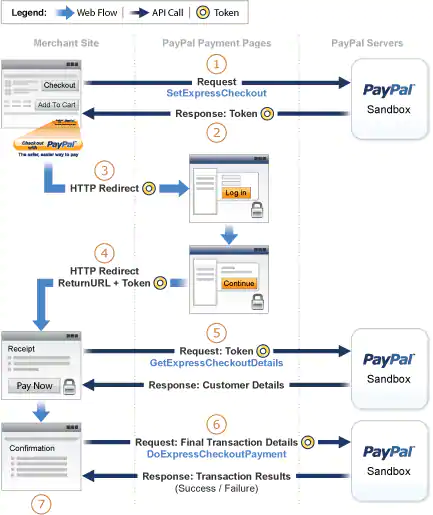 Legend: Web Flow API Call Token
Merchant Site PayPal Payment Pages PayPal Servers
1
Request
SetExpressCheckout
Response: Token
Checkout
Add To Cart
PayPal
Sandbox
Checkout with PayPal
The safer, easier way to pay
2
3
HTTP Redirect
Log in
4
HTTP Redirect
ReturnURL + Token
Continue
5
Receipt
Pay Now
Request: Token
GetExpressCheckoutDetails
Response: Customer Details
PayPal
Sandbox
6
Confirmation
Request: Final Transaction Details
DoExpressCheckoutPayment
Response: Transaction Results
(Success / Failure)
PayPal
Sandbox
7